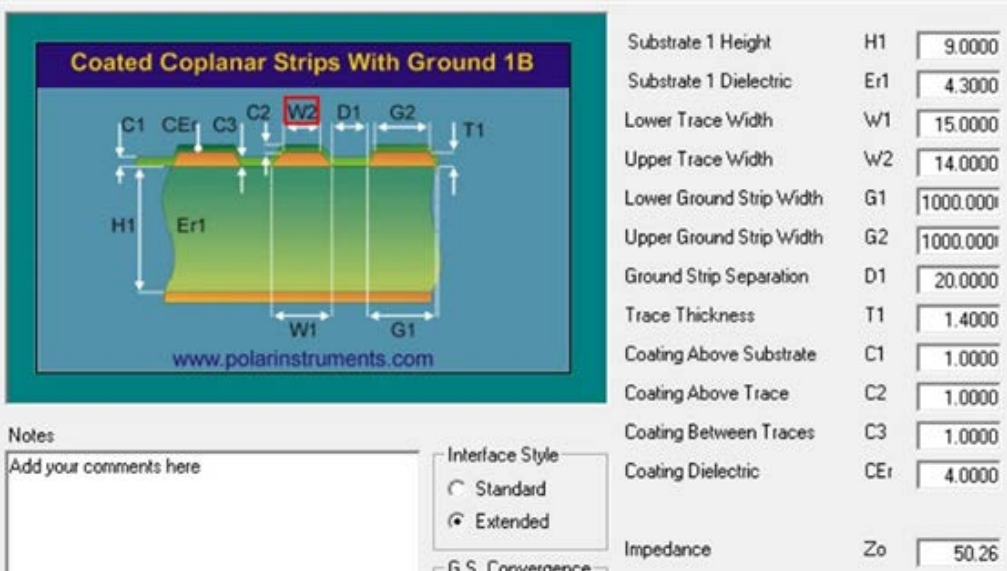 Coated Coplanar Strips With Ground 1B
C1 CEr C3 C2 W2 D1 G2 T1
H1 Er1
W1 G1
www.polarinstruments.com
Substrate 1 Height H1 9.0000
Substrate 1 Dielectric Er1 4.3000
Lower Trace Width W1 15.0000
Upper Trace Width W2 14.0000
Lower Ground Strip Width G1 1000.000
Upper Ground Strip Width G2 1000.000
Ground Strip Separation D1 20.0000
Trace Thickness T1 1.4000
Coating Above Substrate C1 1.0000
Coating Above Trace C2 1.0000
Coating Between Traces C3 1.0000
Coating Dielectric CEr 4.0000
Impedance Zo 50.26
Notes
Add your comments here
Interface Style
Standard
Extended
G.S. Convergence